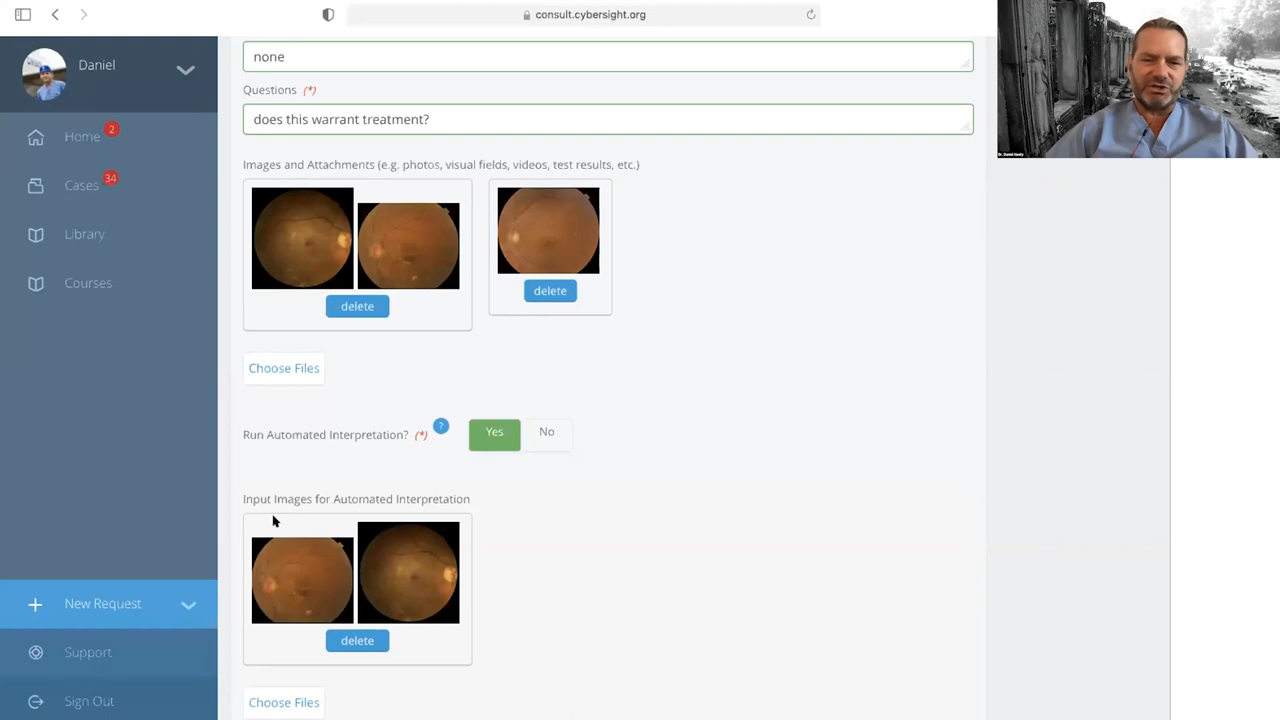 consult.cybersight.org
Daniel
Home 2
Cases 34
Library
Courses
New Request
Support
Sign Out
none
Questions (*)
does this warrant treatment?
Images and Attachments (e.g. photos, visual fields, videos, test results, etc.)
delete
delete
Choose Files
Run Automated Interpretation? (*) ? Yes No
Input Images for Automated Interpretation
delete
Choose Files